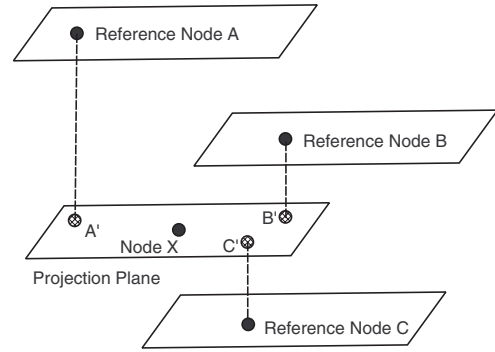 Reference Node A
Reference Node B
A'
B'
Node X
C'
Projection Plane
Reference Node C